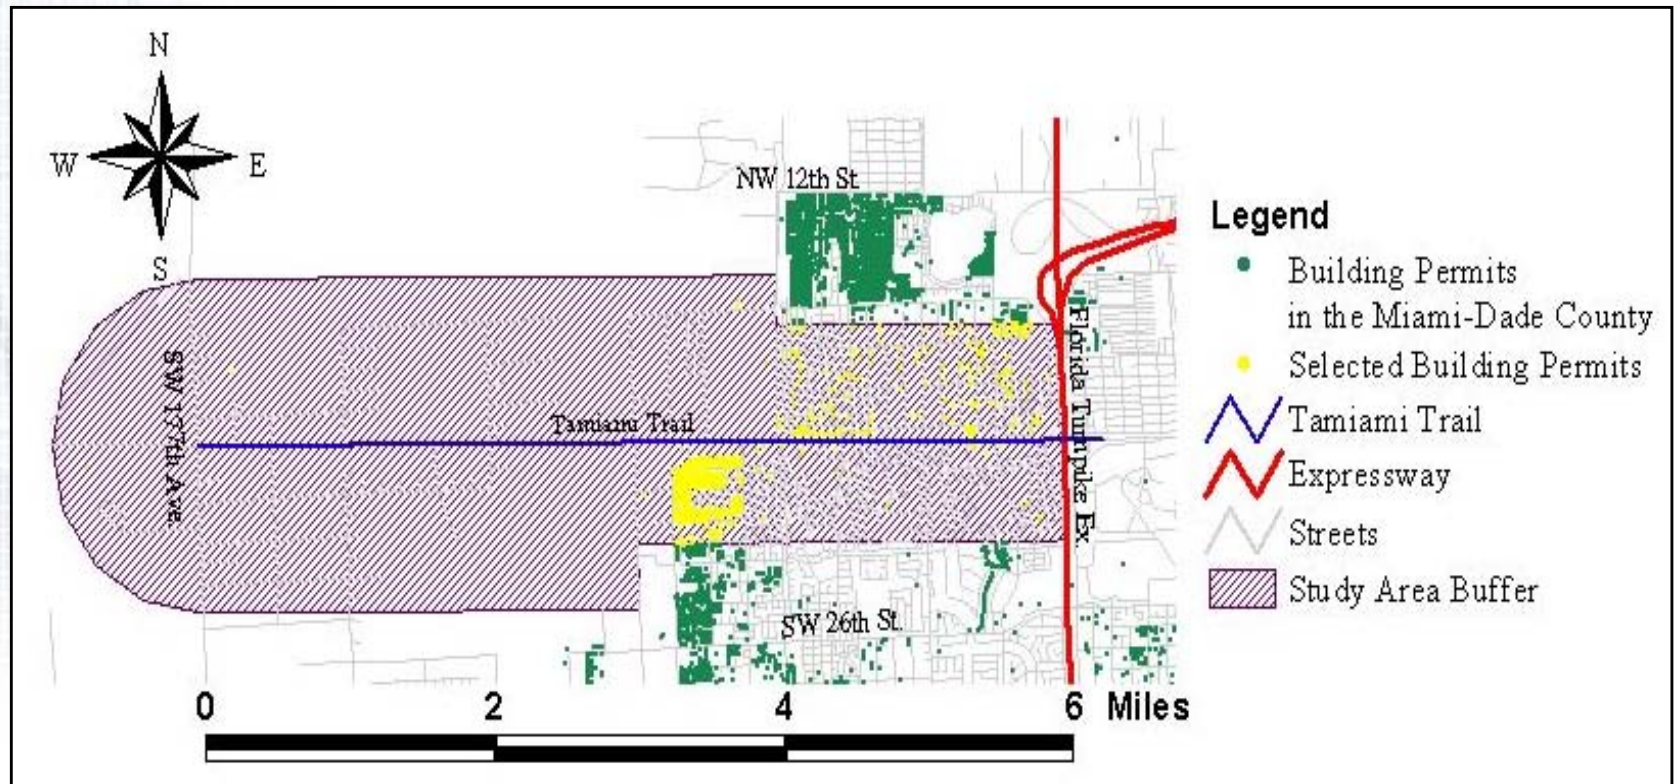 N
W
E
S
NW 12th St.
SW 177th Ave.
Tamiami Trail
Florida Turnpike Ex.
SW 26th St.
0
2
4
6 Miles
Legend
Building Permits
in the Miami-Dade County
Selected Building Permits
Tamiami Trail
Expressway
Streets
Study Area Buffer